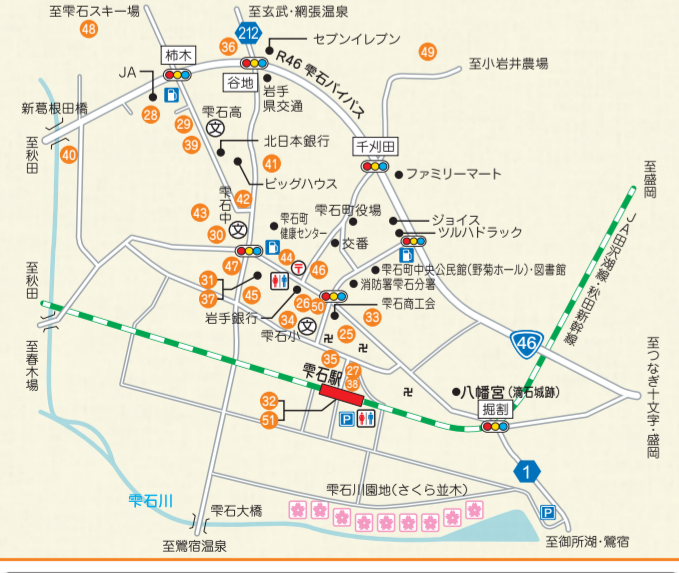 至雫石スキー場
至玄武・網張温泉
48
212
36
セブンイレブン
49
柿木
R46 雫石バイパス
至小岩井農場
JA
谷地
岩手
県交通
新葛根田橋
28
雫石高
文
29
39
北日本銀行
千刈田
至秋田
40
41
ビッグハウス
ファミリーマート
至盛岡
雫石中
42
43
30
文
雫石町
健康センター
雫石町役場
ジョイス
ツルハドラック
交番
JA田沢湖線・秋田新幹線
44
46
47
31
37
45
雫石町中央公民館(野菊ホール)・図書館
消防署雫石分署
至秋田
26
50
岩手銀行
34
雫石小
文
雫石商工会
33
25
46
至春木場
35
27
38
雫石駅
至つなぎ十文字・盛岡
32
51
八幡宮(滴石城跡)
堀割
P
1
雫石川
雫石大橋
雫石川園地(さくら並木)
P
至鶯宿温泉
至御所湖・鶯宿